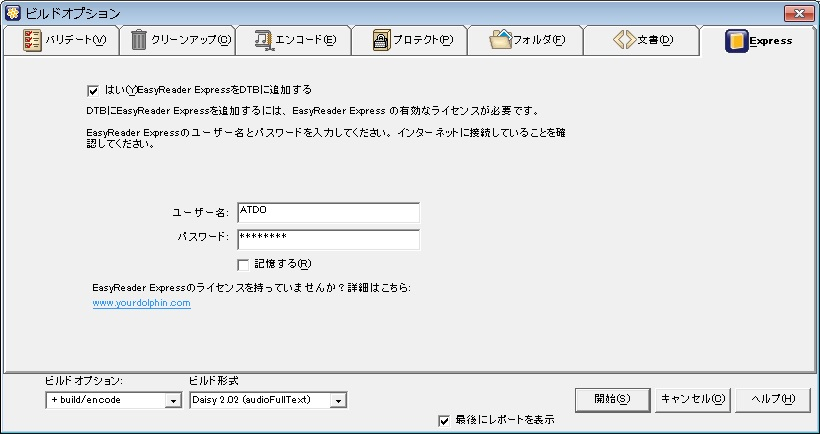 ビルドオプション
バリデート(V) クリーンアップ(C) エンコード(E) プロテクト(P) フォルダ(F) 文書(D) Express
はい(Y)EasyReader ExpressをDTBに追加する
DTBにEasyReader Expressを追加するには、EasyReader Express の有効なライセンスが必要です。
EasyReader Expressのユーザー名とパスワードを入力してください。インターネットに接続していることを確
認してください。
ユーザー名: ATDO
パスワード: ********
記憶する(R)
EasyReader Expressのライセンスを持っていませんか？詳細はこちら:
www.yourdolphin.com
ビルドオプション: ビルド形式
+ build/encode Daisy 2.02 (audioFullText) 開始(S) キャンセル(C) ヘルプ(H)
最後にレポートを表示